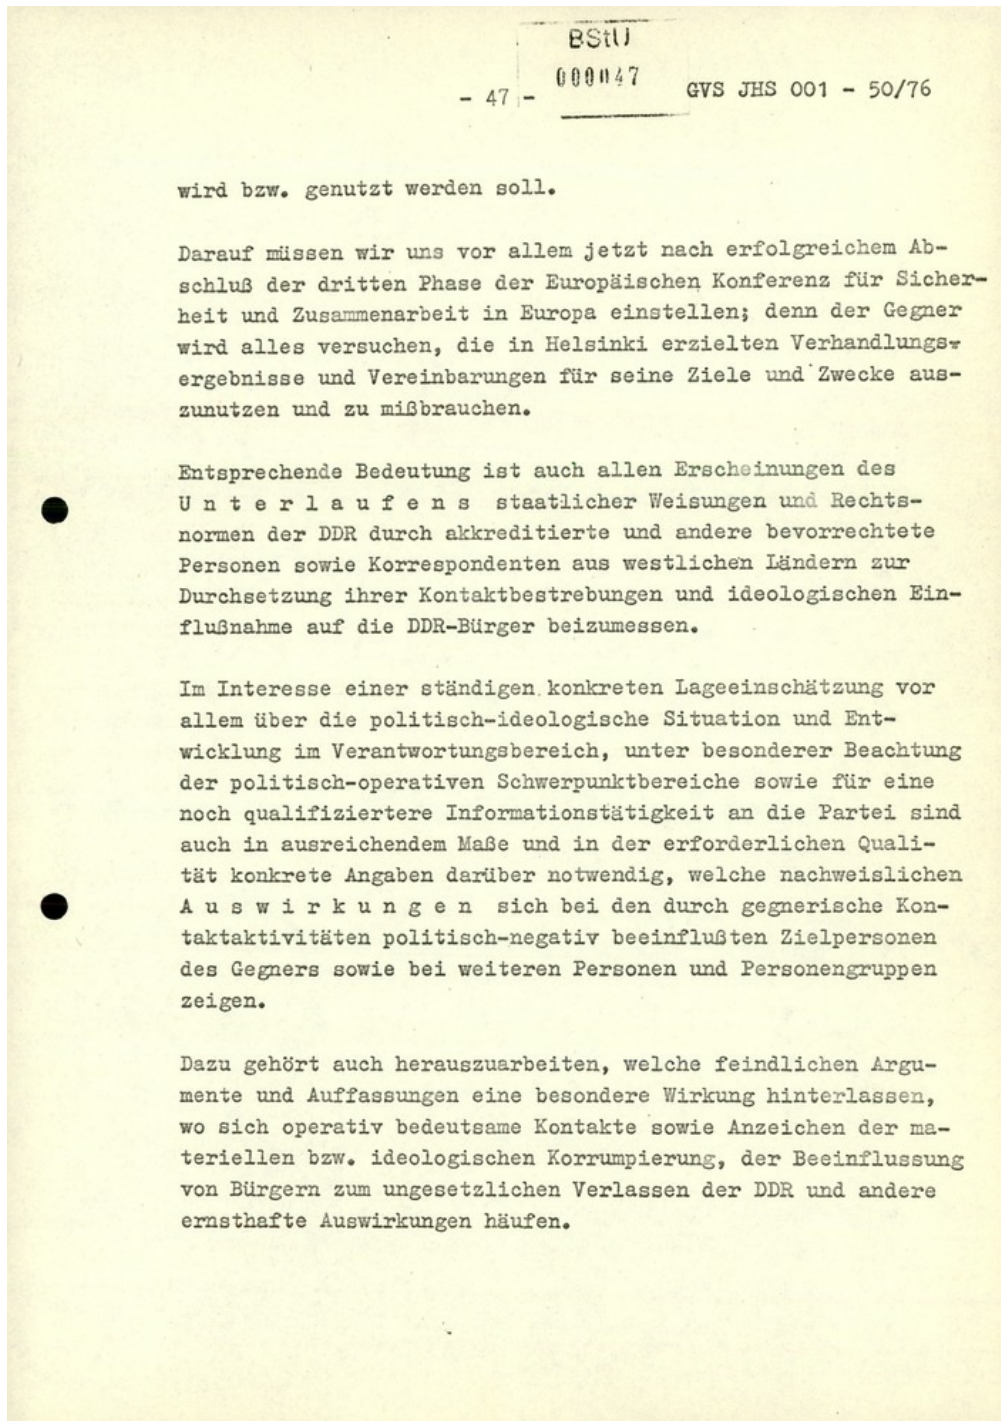 BStU
000047
- 47 - GVS JHS 001 - 50/76
wird bzw. genutzt werden soll.
Darauf müssen wir uns vor allem jetzt nach erfolgreichem Ab-
schluß der dritten Phase der Europäischen Konferenz für Sicher-
heit und Zusammenarbeit in Europa einstellen; denn der Gegner
wird alles versuchen, die in Helsinki erzielten Verhandlungs-
ergebnisse und Vereinbarungen für seine Ziele und Zwecke aus-
zunutzen und zu mißbrauchen.
Entsprechende Bedeutung ist auch allen Erscheinungen des
U n t e r l a u f e n s staatlicher Weisungen und Rechts-
normen der DDR durch akkreditierte und andere bevorrechtete
Personen sowie Korrespondenten aus westlichen Ländern zur
Durchsetzung ihrer Kontaktbestrebungen und ideologischen Ein-
flußnahme auf die DDR-Bürger beizumessen.
Im Interesse einer ständigen konkreten Lageeinschätzung vor
allem über die politisch-ideologische Situation und Ent-
wicklung im Verantwortungsbereich, unter besonderer Beachtung
der politisch-operativen Schwerpunktbereiche sowie für eine
noch qualifiziertere Informationstätigkeit an die Partei sind
auch in ausreichendem Maße und in der erforderlichen Quali-
tät konkrete Angaben darüber notwendig, welche nachweislichen
A u s w i r k u n g e n sich bei den durch gegnerische Kon-
taktaktivitäten politisch-negativ beeinflußten Zielpersonen
des Gegners sowie bei weiteren Personen und Personengruppen
zeigen.
Dazu gehört auch herauszuarbeiten, welche feindlichen Argu-
mente und Auffassungen eine besondere Wirkung hinterlassen,
wo sich operativ bedeutsame Kontakte sowie Anzeichen der ma-
teriellen bzw. ideologischen Korrumpierung, der Beeinflussung
von Bürgern zum ungesetzlichen Verlassen der DDR und andere
ernsthafte Auswirkungen häufen.